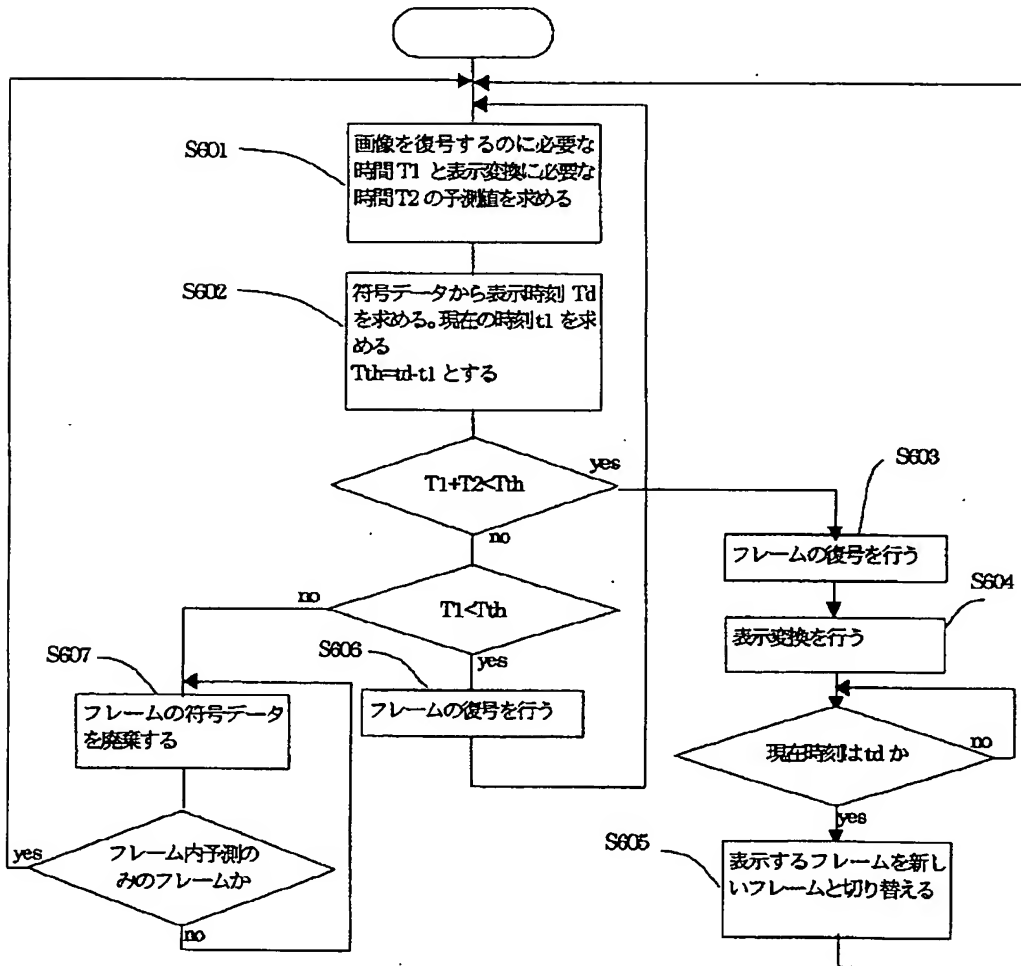 S601
画像を復号するのに必要な
時間T1 と表示変換に必要な
時間T2 の予測値を求める
S602
符号データから表示時刻 Td
を求める。現在の時刻t1 を求
める
Tth=td-t1 とする
T1+T2<Tth
yes
no
S603
フレームの復号を行う
T1<Tth
no
yes
S604
表示変換を行う
S606
フレームの復号を行う
S607
フレームの符号データ
を廃棄する
現在時刻はtd か
no
yes
フレーム内予測の
みのフレームか
yes
no
S605
表示するフレームを新し
いフレームと切り替える